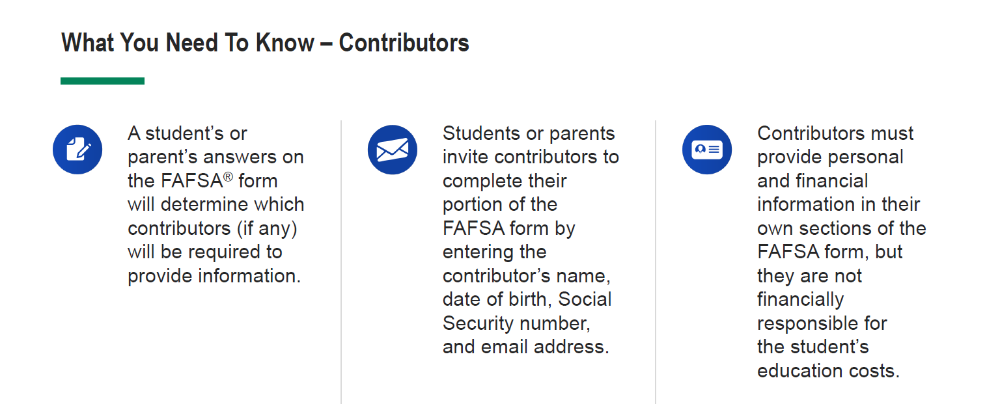 What You Need To Know – Contributors
A student’s or
parent’s answers on
the FAFSA® form
will determine which
contributors (if any)
will be required to
provide information.
Students or parents
invite contributors to
complete their
portion of the
FAFSA form by
entering the
contributor’s name,
date of birth, Social
Security number,
and email address.
Contributors must
provide personal
and financial
information in their
own sections of the
FAFSA form, but
they are not
financially
responsible for
the student’s
education costs.